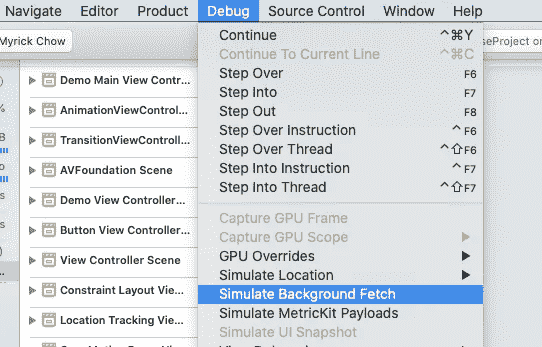 Navigate Editor Product Debug Source Control Window Help
Myrick Chow
Continue ^⌘Y
seProject on
Continue To Current Line ^⌘C
Demo Main View Contr...
Step Over F6
Step Into F7
AnimationViewControl...
Step Out F8
Step Over Instruction ^F6
TransitionViewControll...
Step Over Thread ^⇧F6
AVFoundation Scene
Step Into Instruction ^F7
Step Into Thread ^⇧F7
Demo View Controller...
Capture GPU Frame
Button View Controller...
Capture GPU Scope
GPU Overrides
View Controller Scene
Simulate Location
Constraint Layout Vie...
Simulate Background Fetch
Location Tracking Vie...
Simulate MetricKit Payloads
Simulate UI Snapshot